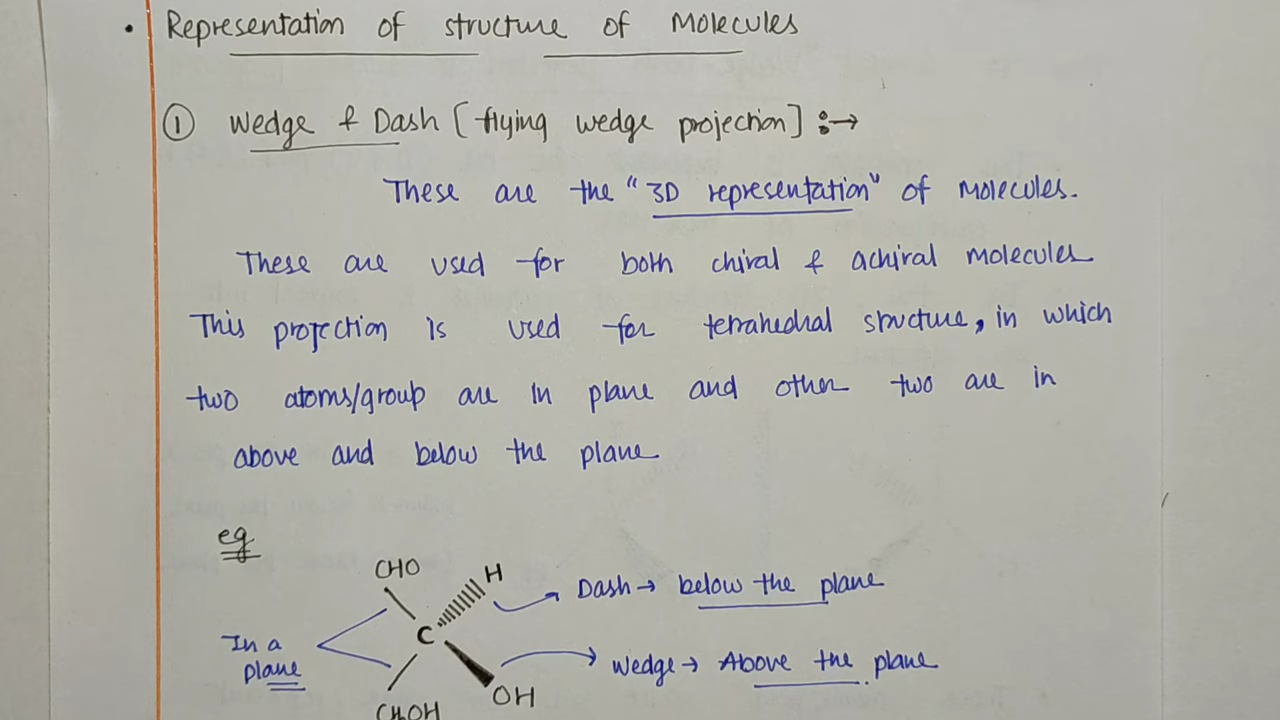 • Representation of structure of Molecules
① Wedge & Dash [flying wedge projection] :→
These are the "3D representation" of Molecules.
These are used for both chiral & achiral molecules
This projection is used for tetrahedral structure, in which
two atoms/group are in plane and other two are in
above and below the plane
eg
CHO
H
Dash → below the plane
In a
plane
C
Wedge → Above the plane
OH